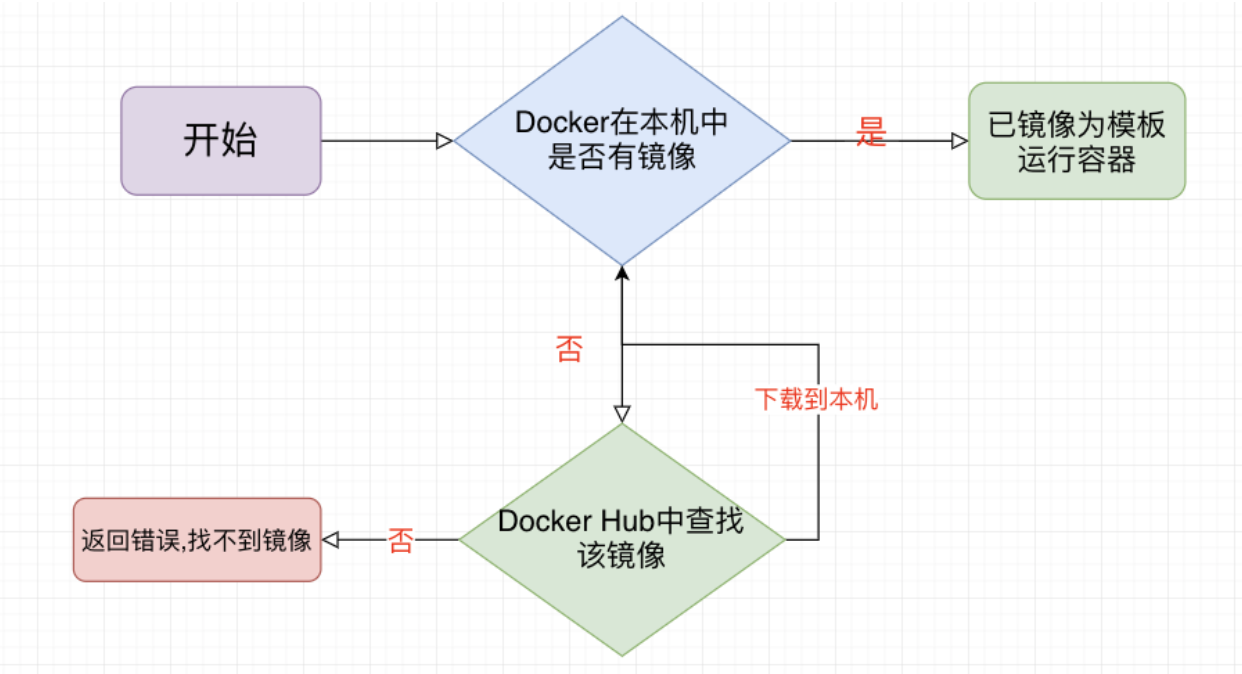 开始
Docker在本机中
是否有镜像
是
已镜像为模板
运行容器
否
下载到本机
Docker Hub中查找
该镜像
否
返回错误,找不到镜像